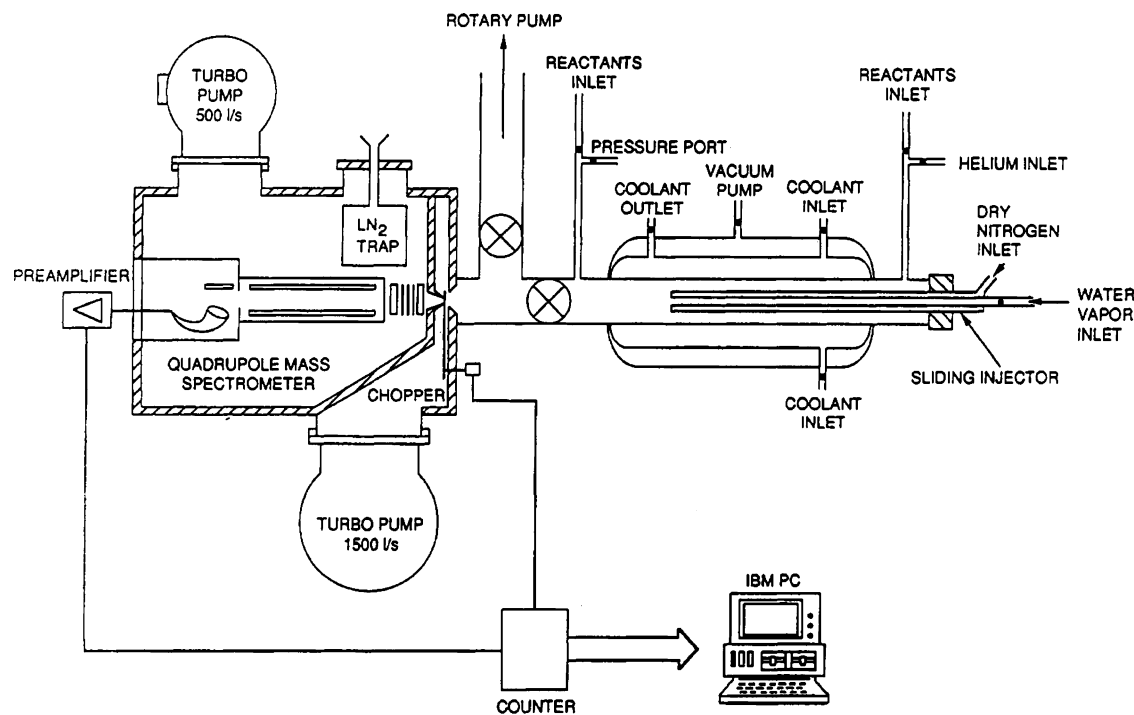 ROTARY PUMP
TURBO
PUMP
500 l/s
REACTANTS
INLET
REACTANTS
INLET
PRESSURE PORT
HELIUM INLET
VACUUM
PUMP
COOLANT
OUTLET
COOLANT
INLET
DRY
NITROGEN
INLET
LN2
TRAP
PREAMPLIFIER
WATER
VAPOR
INLET
QUADRUPOLE MASS
SPECTROMETER
CHOPPER
SLIDING INJECTOR
COOLANT
INLET
TURBO PUMP
1500 l/s
IBM PC
COUNTER